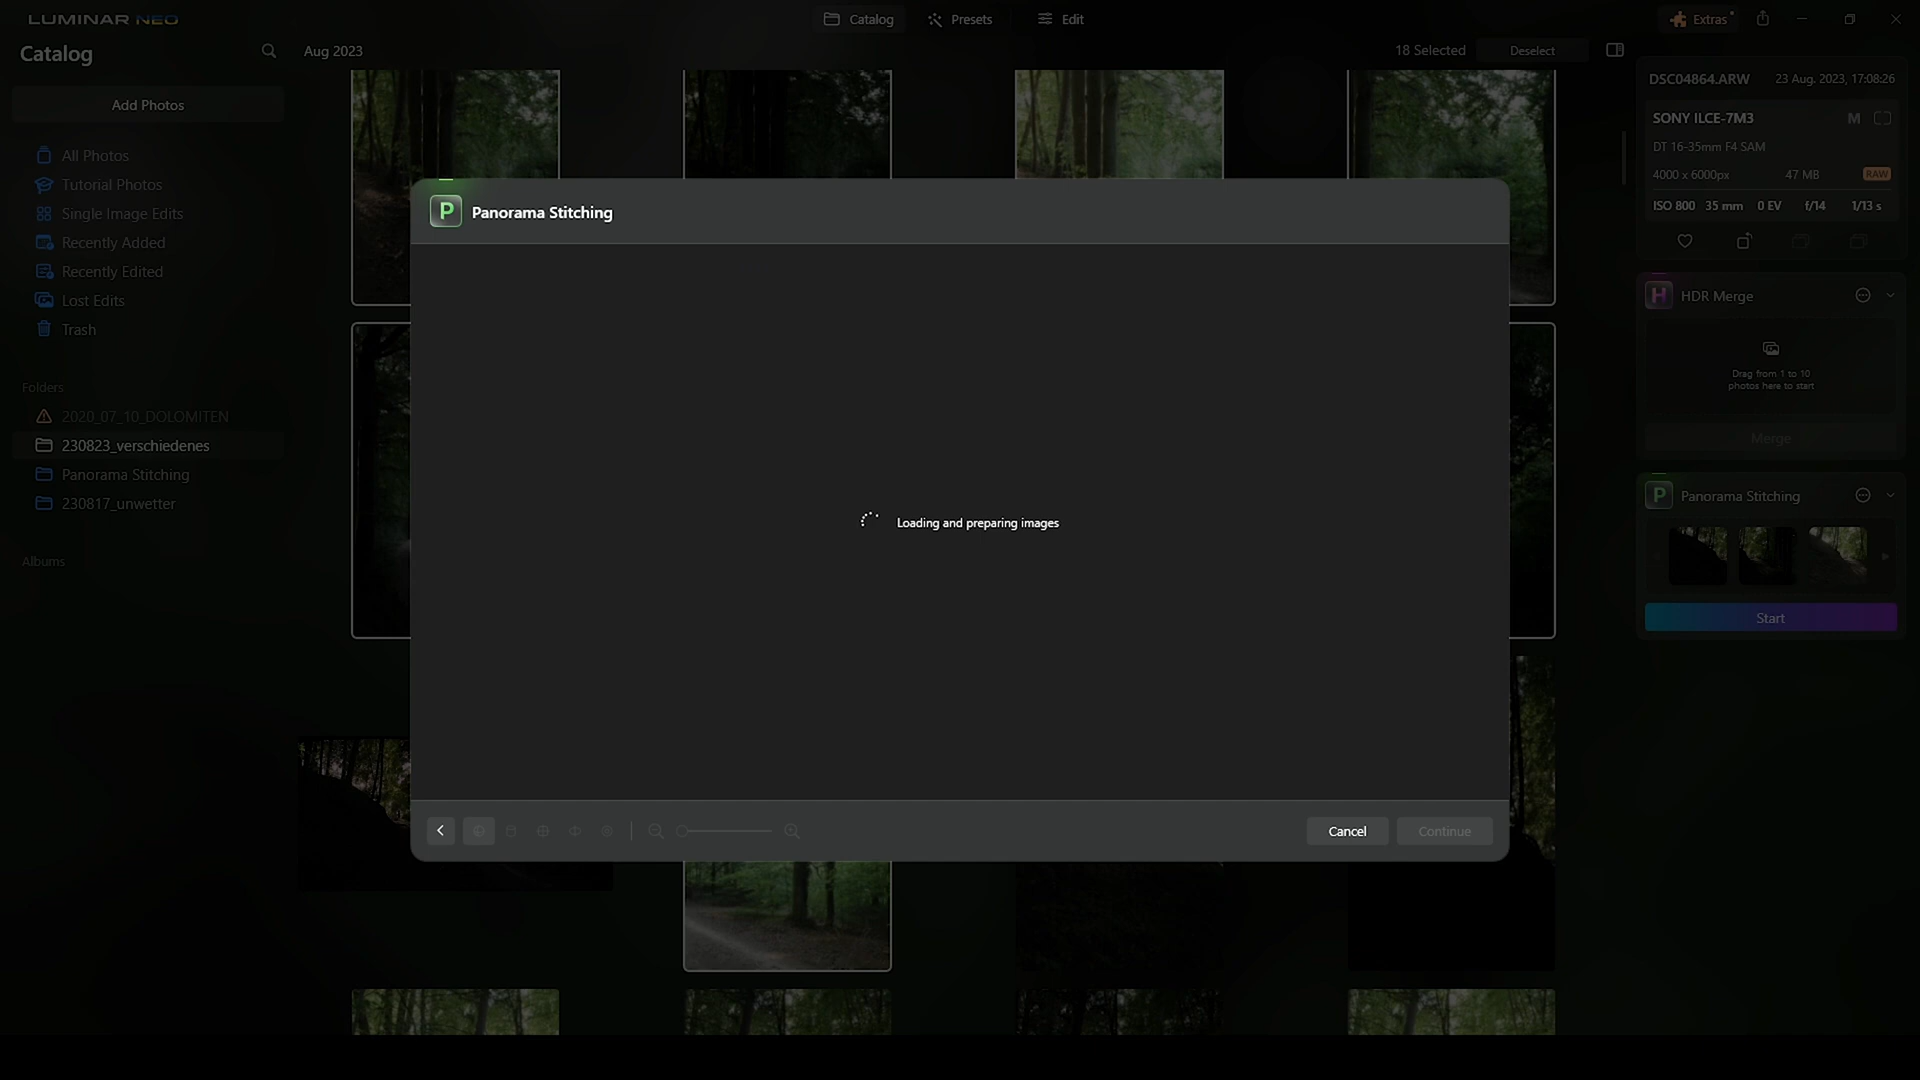 LUMINAR NEO
Catalog
Presets
Edit
Extras
Catalog
Aug 2023
18 Selected
Deselect
Add Photos
All Photos
Tutorial Photos
Single Image Edits
Recently Added
Recently Edited
Lost Edits
Trash
Folders
2020_07_10_DOLOMITEN
230823_verschiedenes
Panorama Stitching
230817_unwetter
Albums
P Panorama Stitching
Loading and preparing images
Cancel
Continue
DSC04864.ARW 23 Aug. 2023, 17:08:26
SONY ILCE-7M3 M
DT 16-35mm F4 SAM
4000 x 6000px 47 MB RAW
ISO 800 35 mm 0 EV f/14 1/13 s
H HDR Merge
Drag from 1 to 10
photos here to start
Merge
P Panorama Stitching
Start